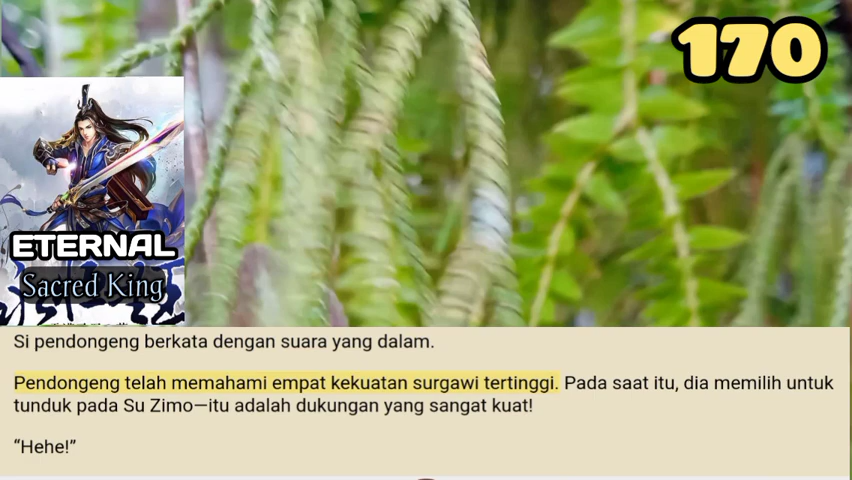 170
ETERNAL
Sacred King
Si pendongeng berkata dengan suara yang dalam.
Pendongeng telah memahami empat kekuatan surgawi tertinggi. Pada saat itu, dia memilih untuk
tunduk pada Su Zimo—itu adalah dukungan yang sangat kuat!
“Hehe!”